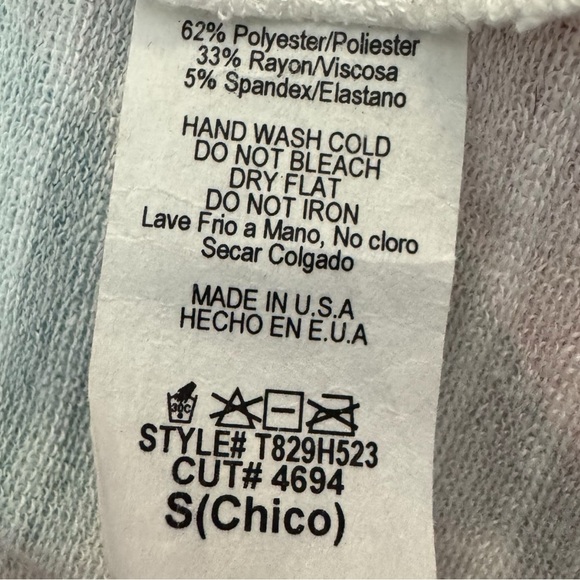 62% Polyester/Poliester
33% Rayon/Viscosa
5% Spandex/Elastano
HAND WASH COLD
DO NOT BLEACH
DRY FLAT
DO NOT IRON
Lave Frio a Mano, No cloro
Secar Colgado
MADE IN U.S.A
HECHO EN E.U.A
30C
STYLE# T829H523
CUT# 4694
S(Chico)